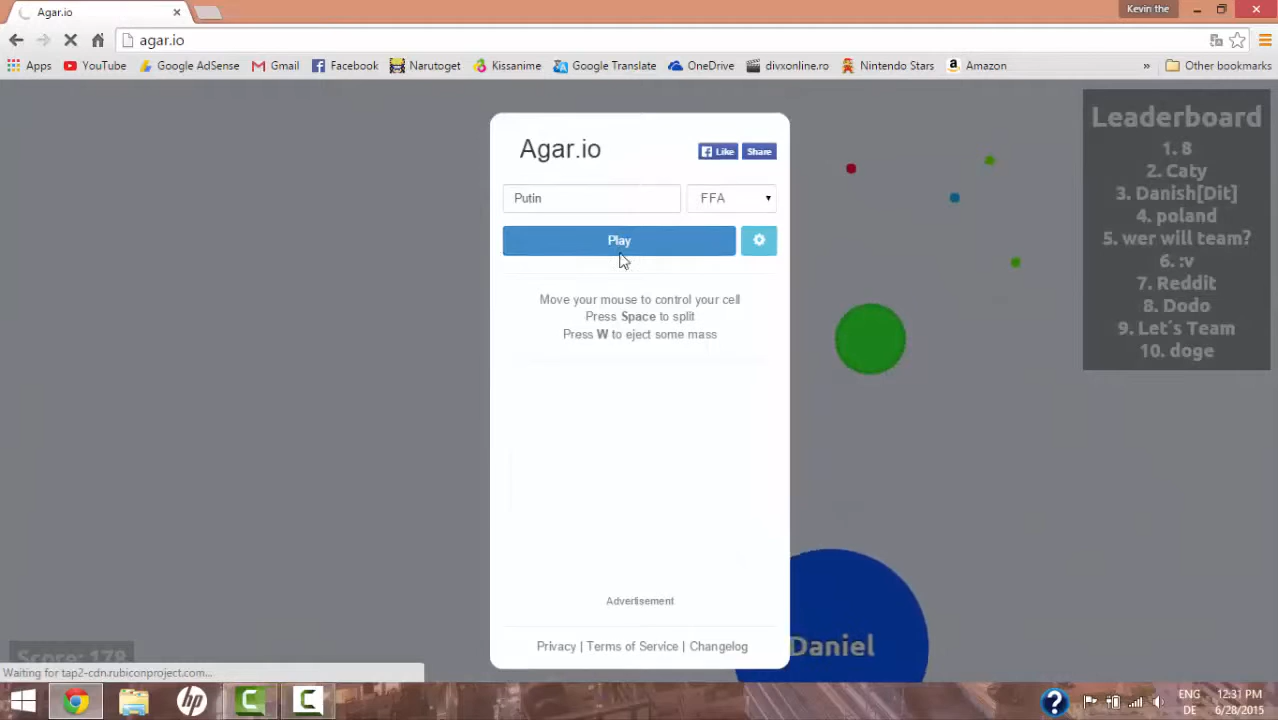 Agar.io
Kevin the
agar.io
Apps YouTube Google AdSense Gmail Facebook Narutoget Kissanime Google Translate OneDrive divxonline.ro Nintendo Stars Amazon » Other bookmarks
Agar.io
Like Share
Putin FFA
Play
Move your mouse to control your cell
Press Space to split
Press W to eject some mass
Advertisement
Privacy | Terms of Service | Changelog
Leaderboard
1. 8
2. Caty
3. Danish[Dit]
4. poland
5. wer will team?
6. :v
7. Reddit
8. Dodo
9. Let´s Team
10. doge
Daniel
Score: 178
Waiting for tap2-cdn.rubiconproject.com...
hp
ENG 12:31 PM
DE 6/28/2015